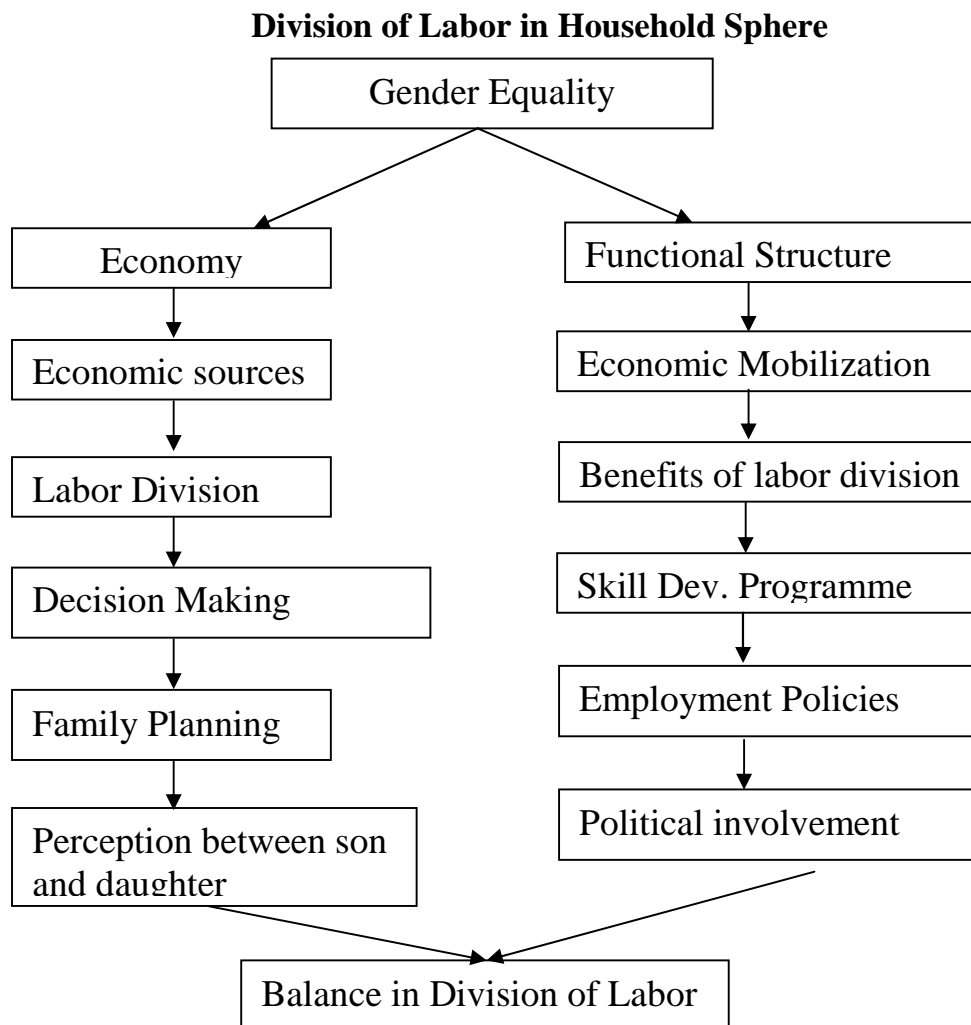 Division of Labor in Household Sphere
Gender Equality
Economy
Economic sources
Labor Division
Decision Making
Family Planning
Perception between son
and daughter
Functional Structure
Economic Mobilization
Benefits of labor division
Skill Dev. Programme
Employment Policies
Political involvement
Balance in Division of Labor